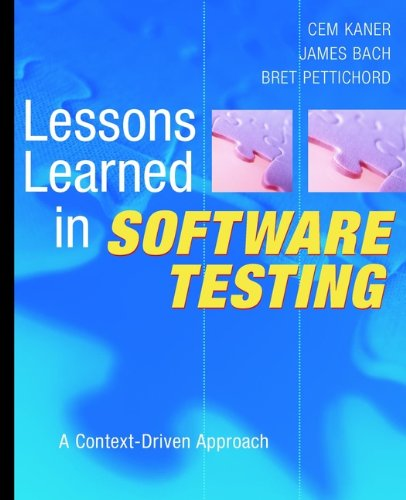 CEM KANER
JAMES BACH
BRET PETTICHORD
Lessons
Learned
in SOFTWARE
TESTING
A Context-Driven Approach